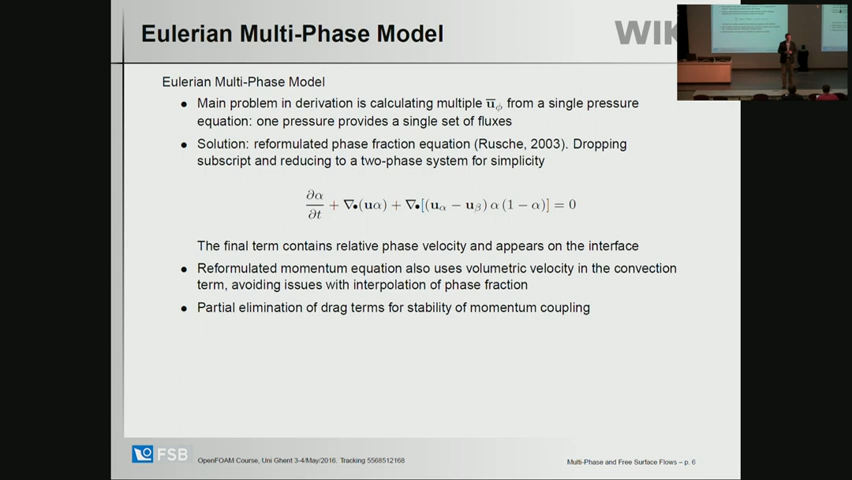 Eulerian Multi-Phase Model
WIK
Eulerian Multi-Phase Model
● Main problem in derivation is calculating multiple u̅_ϕ from a single pressure
equation: one pressure provides a single set of fluxes
● Solution: reformulated phase fraction equation (Rusche, 2003). Dropping
subscript and reducing to a two-phase system for simplicity
∂α/∂t + ∇•(uα) + ∇•[(u_α − u_β) α (1 − α)] = 0
The final term contains relative phase velocity and appears on the interface
● Reformulated momentum equation also uses volumetric velocity in the convection
term, avoiding issues with interpolation of phase fraction
● Partial elimination of drag terms for stability of momentum coupling
FSB
OpenFOAM Course, Uni Ghent 3-4/May/2016. Tracking 5568512168
Multi-Phase and Free Surface Flows – p. 6